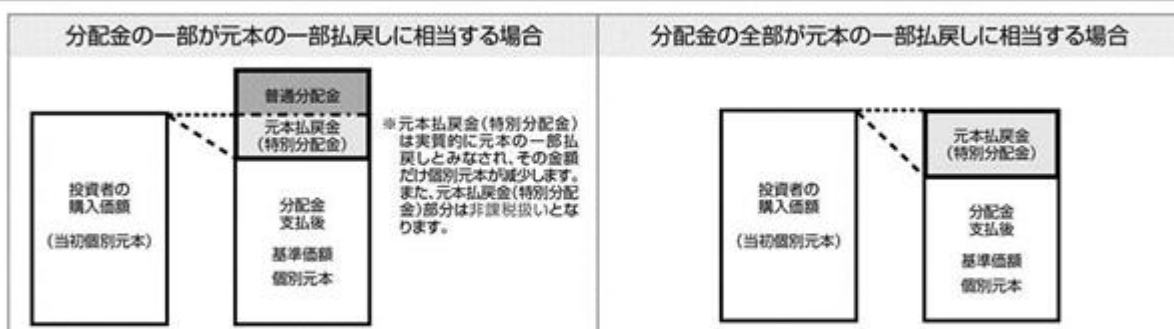 分配金の一部が元本の一部払戻しに相当する場合
普通分配金
元本払戻金
(特別分配金)
投資者の
購入価額
(当初個別元本)
分配金
支払後
基準価額
個別元本
※元本払戻金(特別分配金)
は実質的に元本の一部払
戻しとみなされ、その金額
だけ個別元本が減少します。
また、元本払戻金(特別分配
金)部分は非課税扱いとな
ります。
分配金の全部が元本の一部払戻しに相当する場合
元本払戻金
(特別分配金)
投資者の
購入価額
(当初個別元本)
分配金
支払後
基準価額
個別元本